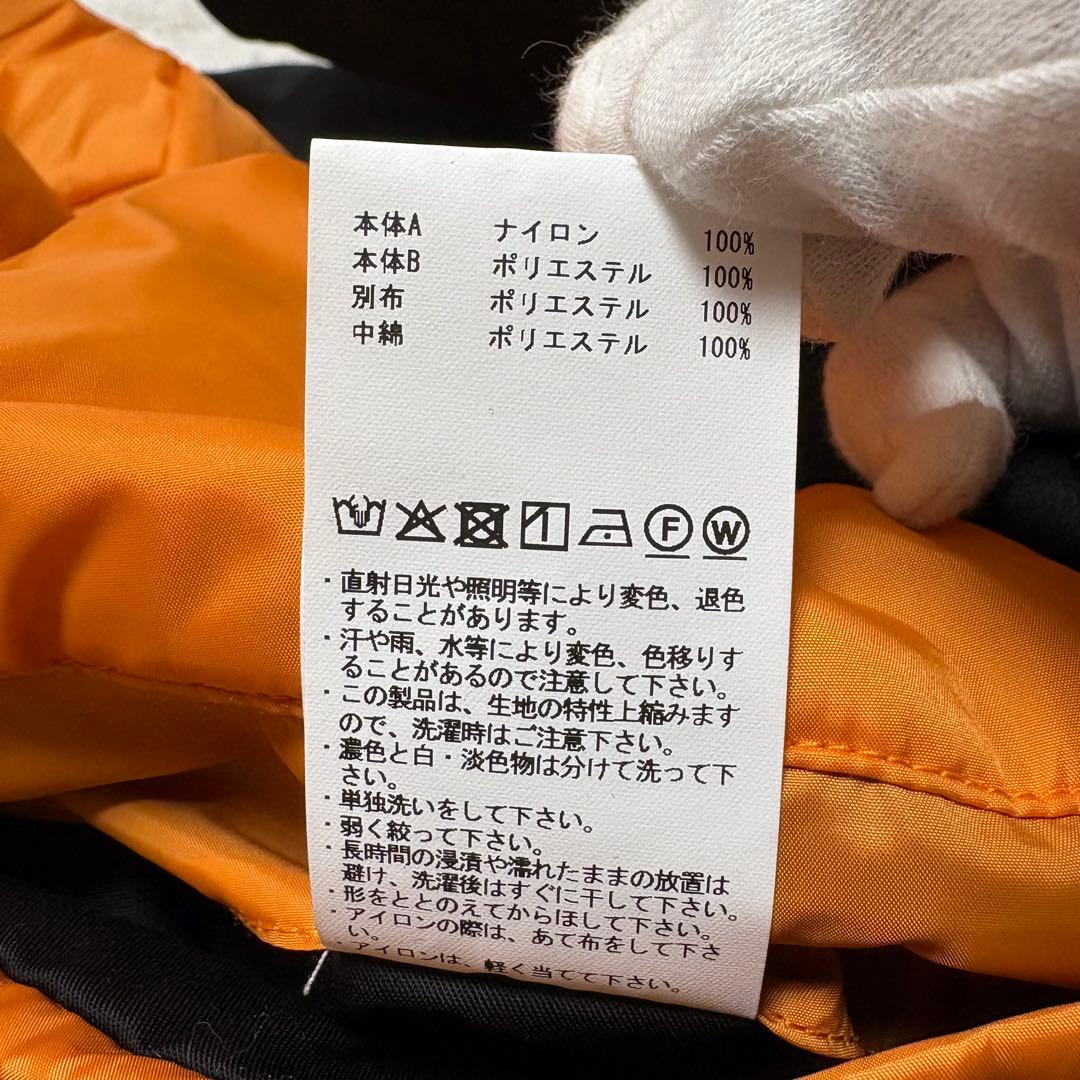 本体A ナイロン 100%
本体B ポリエステル 100%
別布 ポリエステル 100%
中綿 ポリエステル 100%
F W
・直射日光や照明等により変色、退色
することがあります。
・汗や雨、水等により変色、色移りす
ることがあるので注意して下さい。
・この製品は、生地の特性上縮みます
ので、洗濯時はご注意下さい。
・濃色と白・淡色物は分けて洗って下
さい。
・単独洗いをして下さい。
・弱く絞って下さい。
・長時間の浸漬や濡れたままの放置は
避け、洗濯後はすぐに干して下さい。
・形をととのえてからほして下さい。
・アイロンの際は、あて布をして下さ
い。
・アイロンは、軽く当てて下さい。